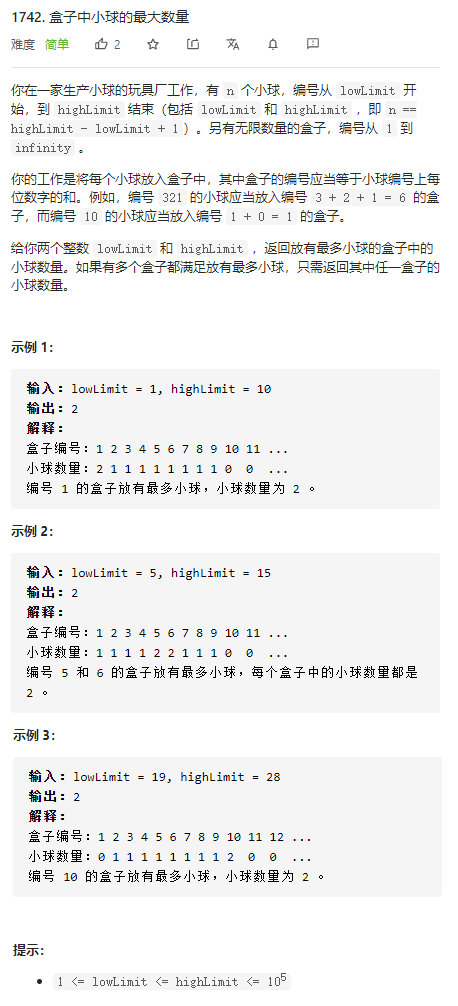 1742. 盒子中小球的最大数量
难度 简单 2
你在一家生产小球的玩具厂工作，有 n 个小球，编号从 lowLimit 开
始，到 highLimit 结束（包括 lowLimit 和 highLimit ，即 n ==
highLimit - lowLimit + 1 ）。另有无限数量的盒子，编号从 1 到
infinity 。
你的工作是将每个小球放入盒子中，其中盒子的编号应当等于小球编号上每
位数字的和。例如，编号 321 的小球应当放入编号 3 + 2 + 1 = 6 的盒
子，而编号 10 的小球应当放入编号 1 + 0 = 1 的盒子。
给你两个整数 lowLimit 和 highLimit ，返回放有最多小球的盒子中的
小球数量。如果有多个盒子都满足放有最多小球，只需返回其中任一盒子的
小球数量。
示例 1：
输入：lowLimit = 1, highLimit = 10
输出：2
解释：
盒子编号：1 2 3 4 5 6 7 8 9 10 11 ...
小球数量：2 1 1 1 1 1 1 1 1 0 0 ...
编号 1 的盒子放有最多小球，小球数量为 2 。
示例 2：
输入：lowLimit = 5, highLimit = 15
输出：2
解释：
盒子编号：1 2 3 4 5 6 7 8 9 10 11 ...
小球数量：1 1 1 1 2 2 1 1 1 0 0 ...
编号 5 和 6 的盒子放有最多小球，每个盒子中的小球数量都是
2 。
示例 3：
输入：lowLimit = 19, highLimit = 28
输出：2
解释：
盒子编号：1 2 3 4 5 6 7 8 9 10 11 12 ...
小球数量：0 1 1 1 1 1 1 1 1 2 0 0 ...
编号 10 的盒子放有最多小球，小球数量为 2 。
提示：
• 1 <= lowLimit <= highLimit <= 10⁵